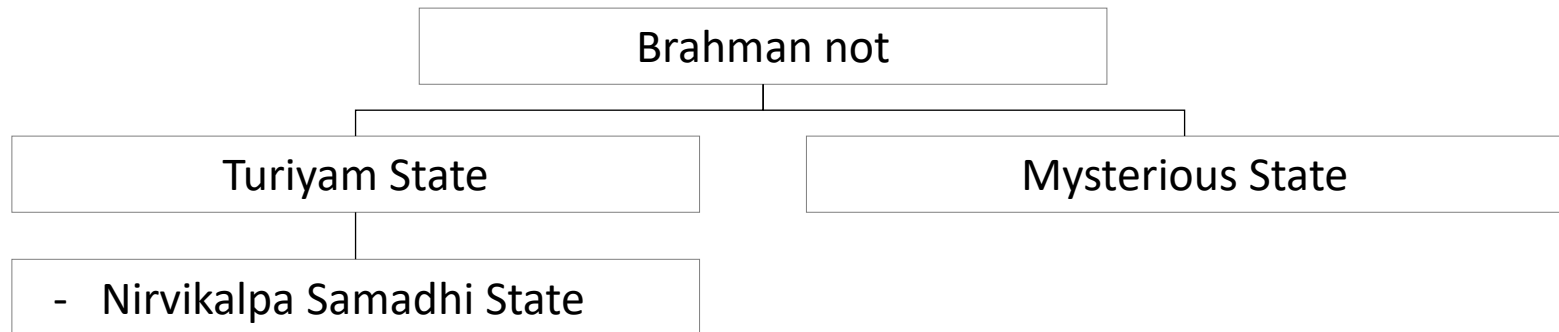 Brahman not
Turiyam State
Mysterious State
- Nirvikalpa Samadhi State